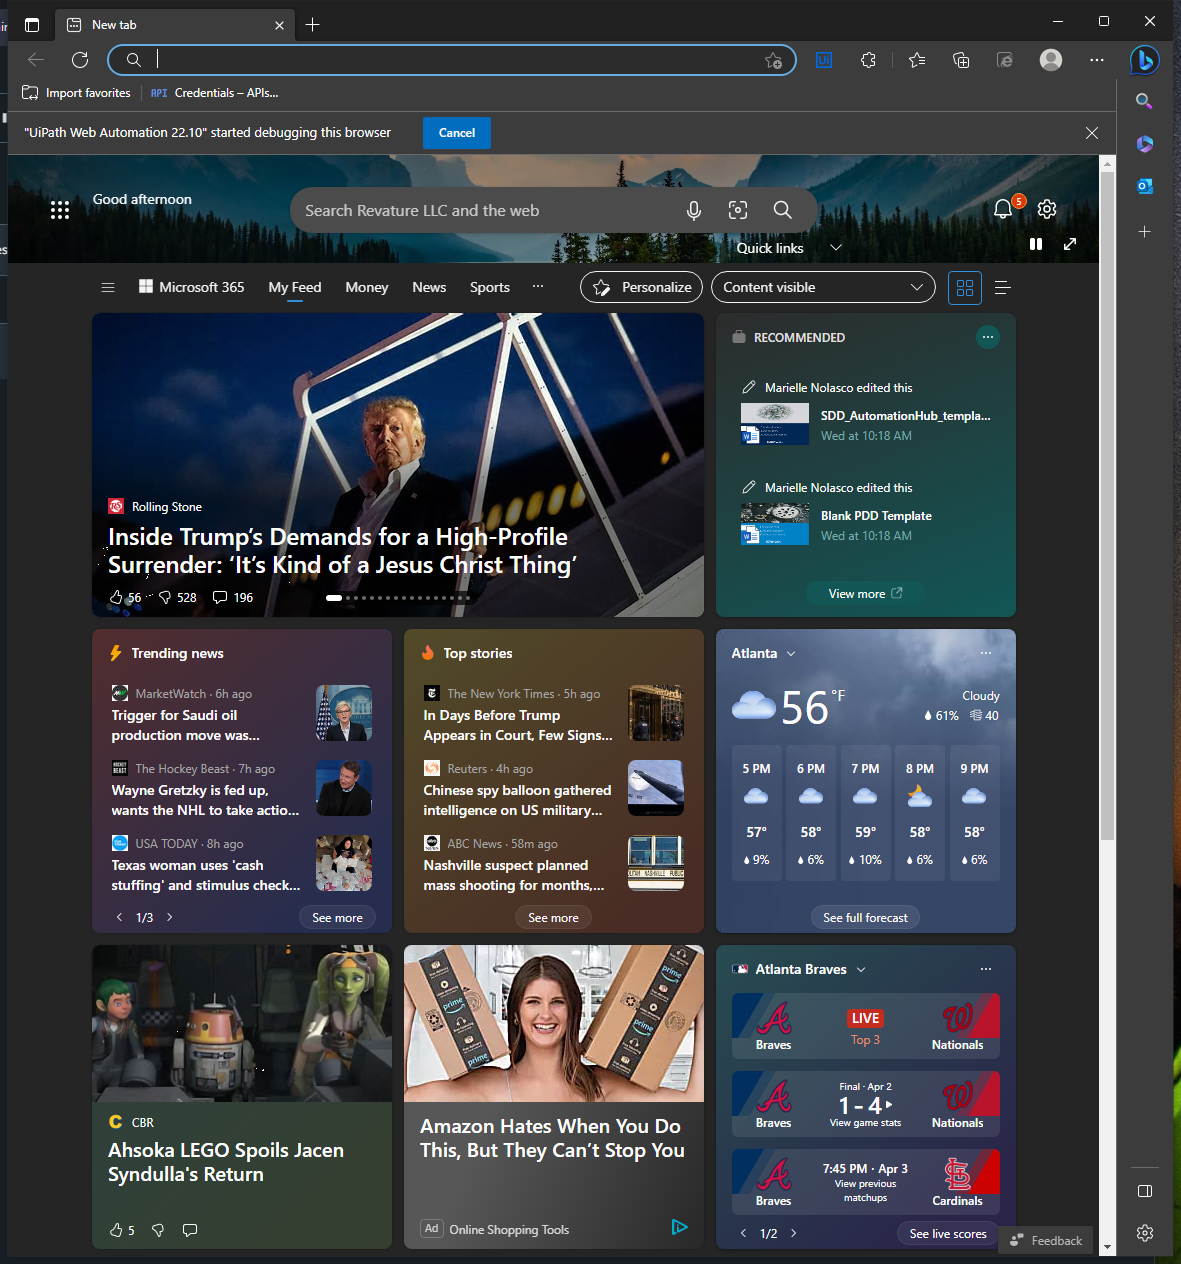 New tab
Import favorites
API Credentials – APIs...
"UiPath Web Automation 22.10" started debugging this browser
Cancel
Good afternoon
Search Revature LLC and the web
5
Quick links
Microsoft 365
My Feed
Money
News
Sports
Personalize
Content visible
Rolling Stone
Inside Trump's Demands for a High-Profile
Surrender: 'It's Kind of a Jesus Christ Thing'
56
528
196
RECOMMENDED
Marielle Nolasco edited this
SDD_AutomationHub_templa...
Wed at 10:18 AM
Marielle Nolasco edited this
Blank PDD Template
Wed at 10:18 AM
View more
Trending news
MarketWatch · 6h ago
Trigger for Saudi oil
production move was...
The Hockey Beast · 7h ago
Wayne Gretzky is fed up,
wants the NHL to take actio...
USA TODAY · 8h ago
Texas woman uses 'cash
stuffing' and stimulus check...
1/3
See more
Top stories
The New York Times · 5h ago
In Days Before Trump
Appears in Court, Few Signs...
Reuters · 4h ago
Chinese spy balloon gathered
intelligence on US military...
ABC News · 58m ago
Nashville suspect planned
mass shooting for months,...
See more
Atlanta
56 °F
Cloudy
61% 40
5 PM 6 PM 7 PM 8 PM 9 PM
57° 58° 59° 58° 58°
9% 6% 10% 6% 6%
See full forecast
CBR
Ahsoka LEGO Spoils Jacen
Syndulla's Return
5
prime
prime
prime
prime
Amazon Hates When You Do
This, But They Can't Stop You
Ad Online Shopping Tools
Atlanta Braves
LIVE
Top 3
Braves
Nationals
Final · Apr 2
1 - 4
View game stats
Braves
Nationals
7:45 PM · Apr 3
View previous
matchups
Braves
Cardinals
1/2
See live scores
Feedback